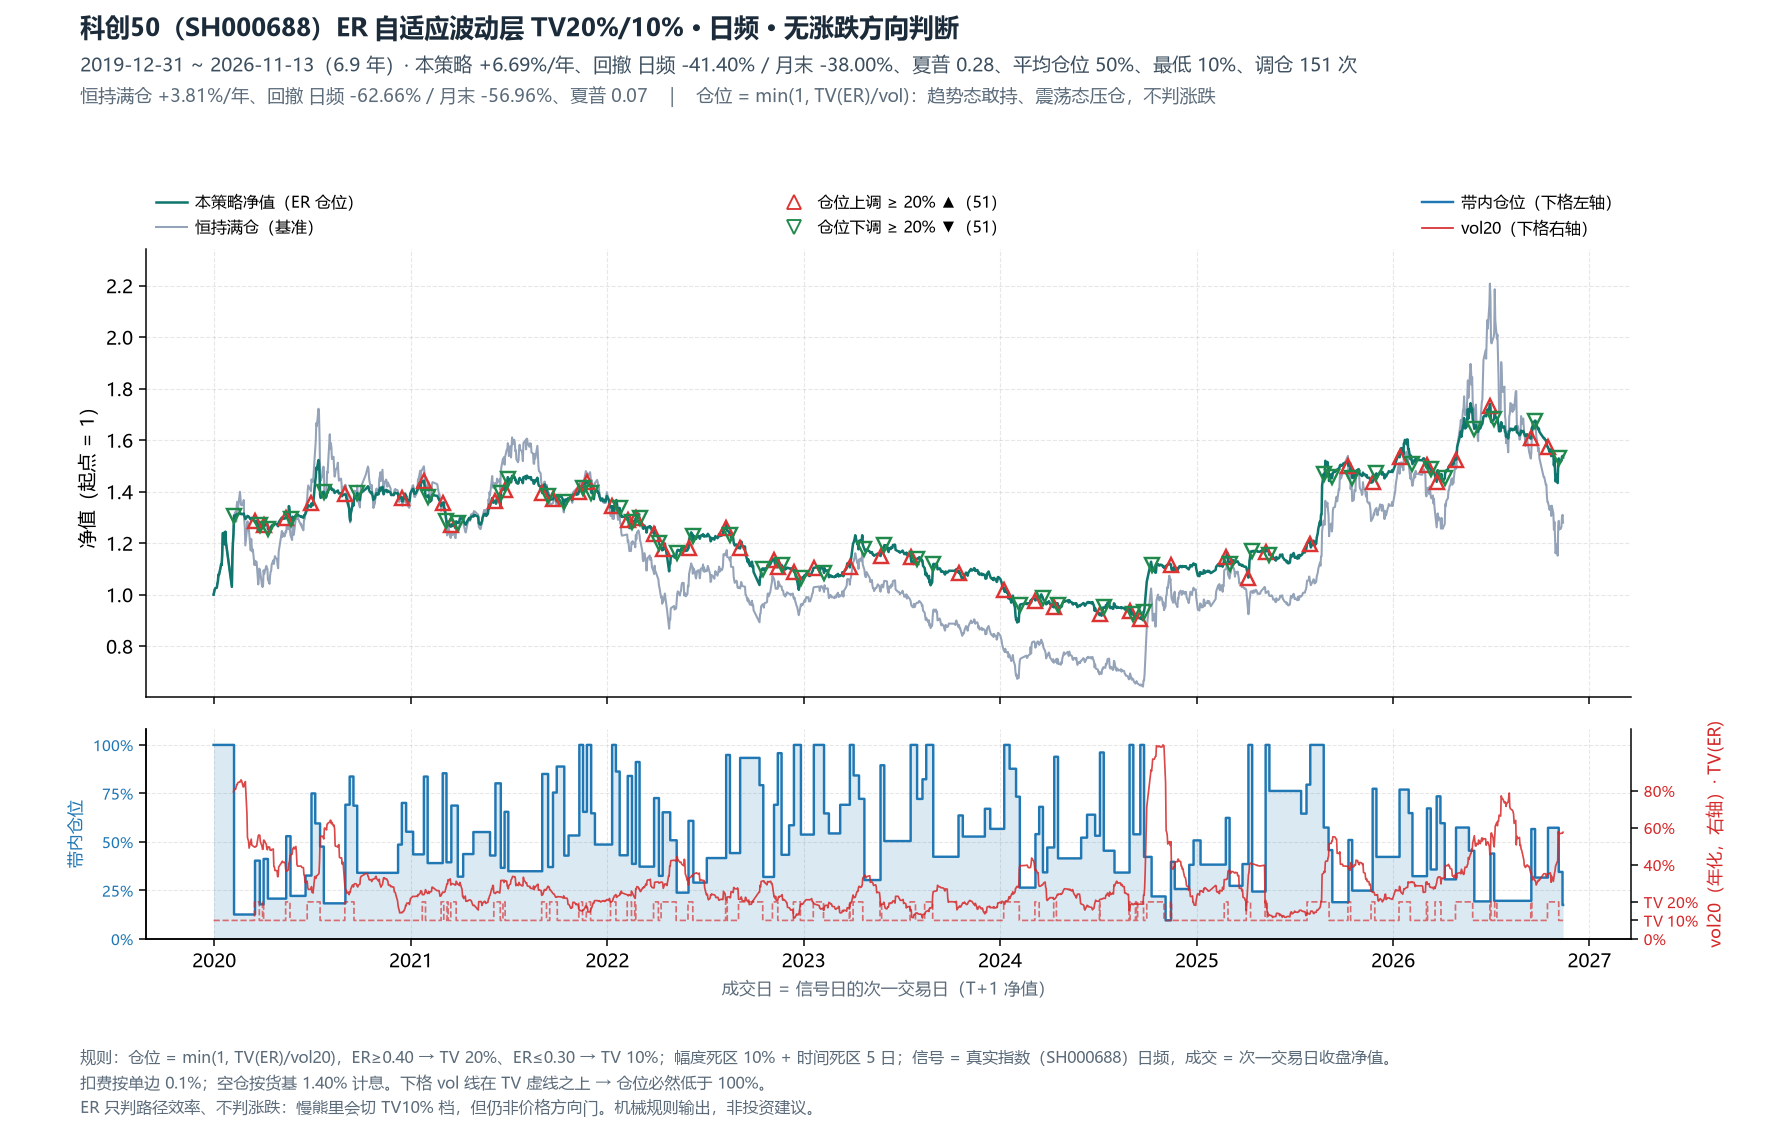 科创50（SH000688）ER 自适应波动层 TV20%/10% • 日频 • 无涨跌方向判断
2019-12-31 ~ 2026-11-13（6.9 年）· 本策略 +6.69%/年、回撤 日频 -41.40% / 月末 -38.00%、夏普 0.28、平均仓位 50%、最低 10%、调仓 151 次
恒持满仓 +3.81%/年、回撤 日频 -62.66% / 月末 -56.96%、夏普 0.07 | 仓位 = min(1, TV(ER)/vol)：趋势态敢持、震荡态压仓，不判涨跌
本策略净值（ER 仓位）
恒持满仓（基准）
仓位上调 ≥ 20% ▲（51）
仓位下调 ≥ 20% ▼（51）
带内仓位（下格左轴）
vol20（下格右轴）
净值（起点 = 1）
2.2
2.0
1.8
1.6
1.4
1.2
1.0
0.8
带内仓位
100%
75%
50%
25%
0%
80%
60%
40%
TV 20%
TV 10%
0%
vol20（年化，右轴）· TV(ER)
2020 2021 2022 2023 2024 2025 2026 2027
成交日 = 信号日的次一交易日（T+1 净值）
规则：仓位 = min(1, TV(ER)/vol20)，ER≥0.40 → TV 20%、ER≤0.30 → TV 10%；幅度死区 10% + 时间死区 5 日；信号 = 真实指数（SH000688）日频，成交 = 次一交易日收盘净值。
扣费按单边 0.1%；空仓按货基 1.40% 计息。下格 vol 线在 TV 虚线之上 → 仓位必然低于 100%。
ER 只判路径效率、不判涨跌：慢熊里会切 TV10% 档，但仍非价格方向门。机械规则输出，非投资建议。